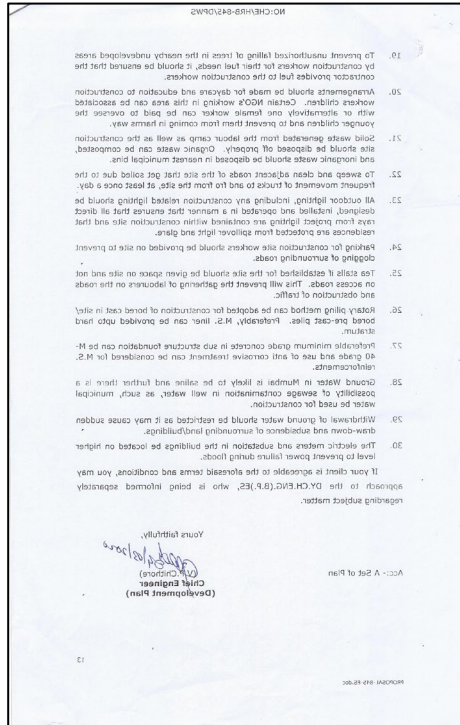 NO:CHE/HRB-845/DPWS
19. To prevent unauthorized falling of trees in the nearby undeveloped areas
by construction workers for their fuel needs, it should be ensured that the
contractor provides fuel to the construction workers.
20. Arrangements should be made for daycare and education to construction
workers children. Certain NGO's working in this area can be associated
with or alternatively one female worker can be paid to oversee the
younger children and to prevent them from coming in harms way.
21. Solid waste generated from the labour camp as well as the construction
site should be disposed off properly. Organic waste can be composted,
and inorganic waste should be disposed in nearest municipal bins.
22. To sweep and clean adjacent roads of the site that get soiled due to the
frequent movement of trucks to and fro from the site, at least once a day.
23. All outdoor lighting, including any construction related lighting should be
designed, installed and operated in a manner that ensures that all direct
rays from project lighting are contained within construction site and that
residences are protected from spillover light and glare.
24. Parking for construction site workers should be provided on site to prevent
clogging of surrounding roads.
25. Tea stalls if established for the site should be given space on site and not
on access roads. This will prevent the gathering of labourers on the roads
and obstruction of traffic.
26. Rotary piling method can be adopted for construction of bored cast in situ/
bored pre-cast piles. Preferably, M.S. liner can be provided upto hard
stratum.
27. Preferable minimum grade concrete in sub structure foundation can be M-
40 grade and use of anti corrosive treatment can be considered for M.S.
reinforcements.
28. Ground Water in Mumbai is likely to be saline and further there is a
possibility of sewage contamination in well water, as such, municipal
water be used for construction.
29. Withdrawal of ground water should be restricted as it may cause sudden
draw-down and subsidence of surrounding land/buildings.
30. The electric meters and substation in the buildings be located on higher
level to prevent power failure during floods.
If your client is agreeable to the aforesaid terms and conditions, you may
approach to the DY.CH.ENG.(B.P.)ES, who is being informed separately
regarding subject matter.
Yours faithfully,
Chithore)
Chief Engineer
(Development Plan)
Acc:- A Set of Plan
13
PROPOSAL-845-ES.doc